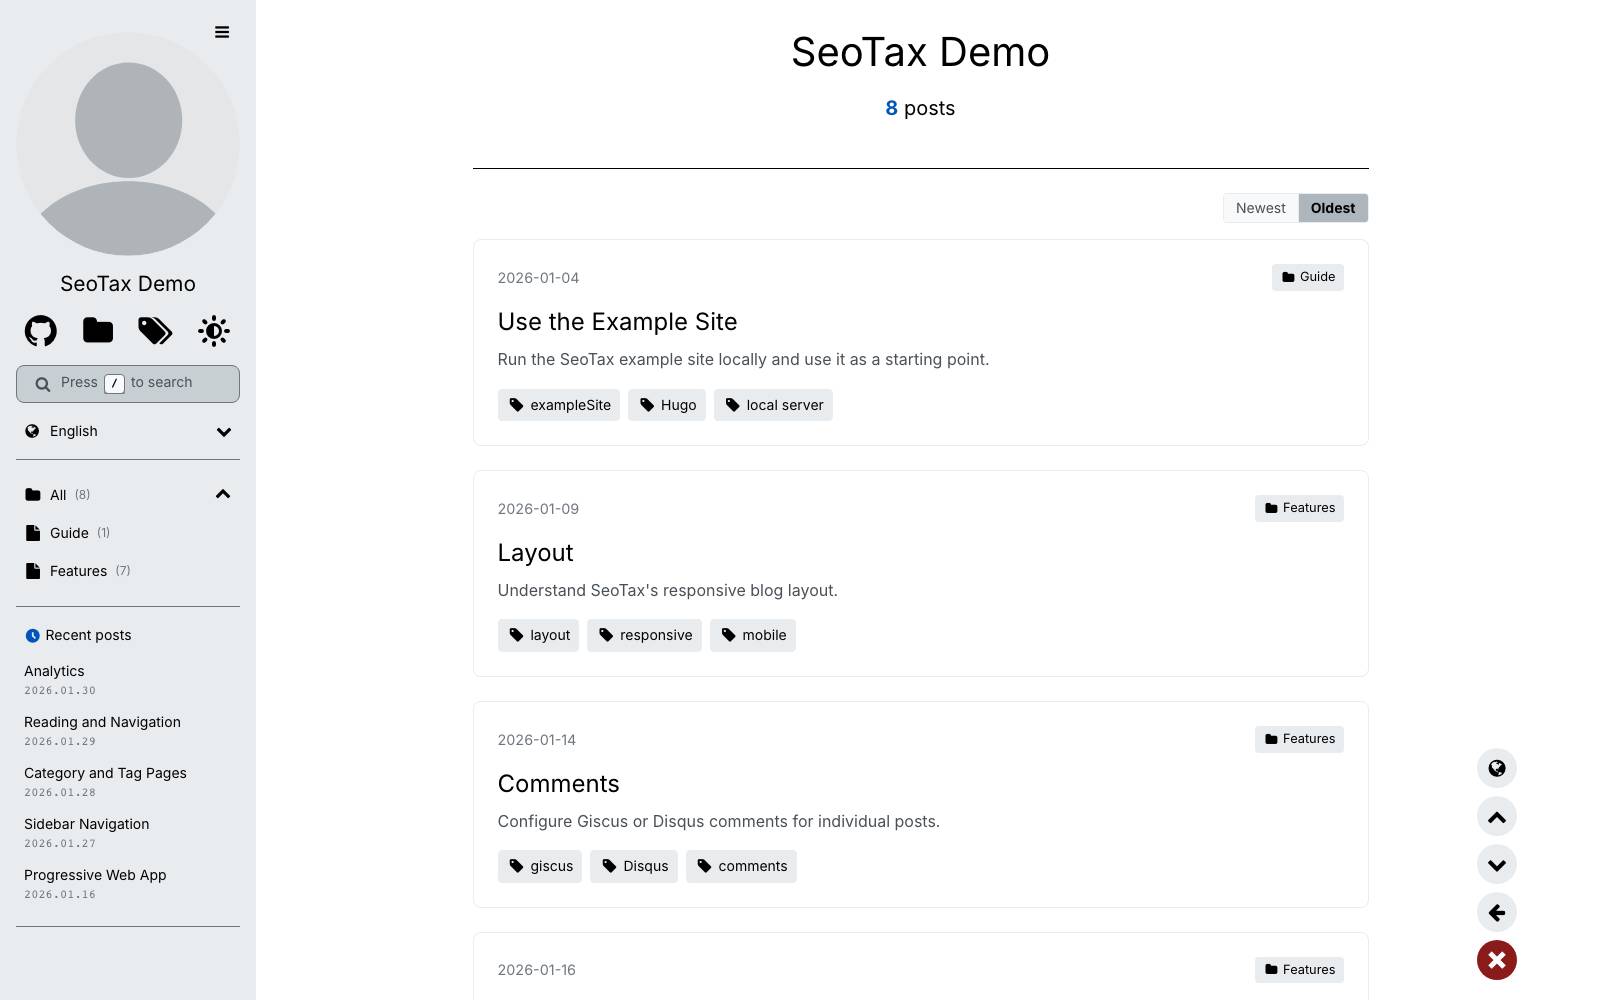 SeoTax Demo
Press / to search
English
All (8)
Guide (1)
Features (7)
Recent posts
Analytics
2026.01.30
Reading and Navigation
2026.01.29
Category and Tag Pages
2026.01.28
Sidebar Navigation
2026.01.27
Progressive Web App
2026.01.16
SeoTax Demo
8 posts
Newest Oldest
2026-01-04 Guide
Use the Example Site
Run the SeoTax example site locally and use it as a starting point.
exampleSite Hugo local server
2026-01-09 Features
Layout
Understand SeoTax's responsive blog layout.
layout responsive mobile
2026-01-14 Features
Comments
Configure Giscus or Disqus comments for individual posts.
giscus Disqus comments
2026-01-16 Features